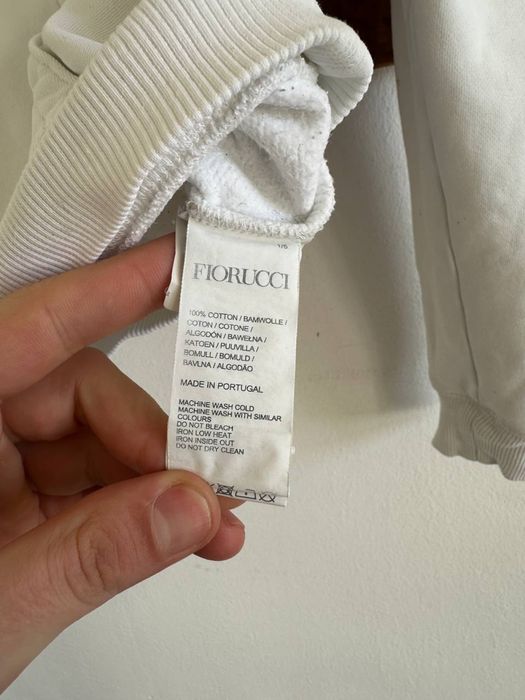 1/5
FIORUCCI
100% COTTON / BAMWOLLE /
COTON / COTONE /
ALGODÓN / BAWEŁNA /
KATOEN / PUUVILLA /
BOMULL / BOMULD /
BAVLNA / ALGODÃO
MADE IN PORTUGAL
MACHINE WASH COLD
MACHINE WASH WITH SIMILAR
COLOURS
DO NOT BLEACH
IRON LOW HEAT
IRON INSIDE OUT
DO NOT DRY CLEAN